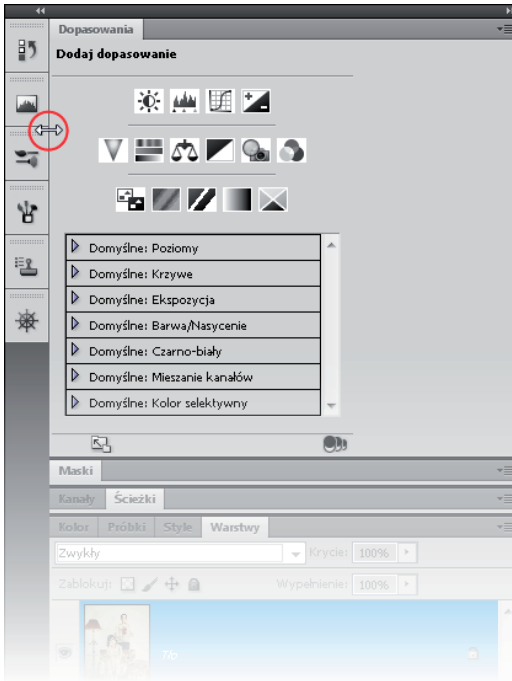 Dopasowania
Dodaj dopasowanie
Domyślne: Poziomy
Domyślne: Krzywe
Domyślne: Ekspozycja
Domyślne: Barwa/Nasycenie
Domyślne: Czarno-biały
Domyślne: Mieszanie kanałów
Domyślne: Kolor selektywny
Maski
Kanały Ścieżki
Kolor Próbki Style Warstwy
Zwykły Krycie: 100%
Zablokuj: Wypełnienie: 100%
Tło